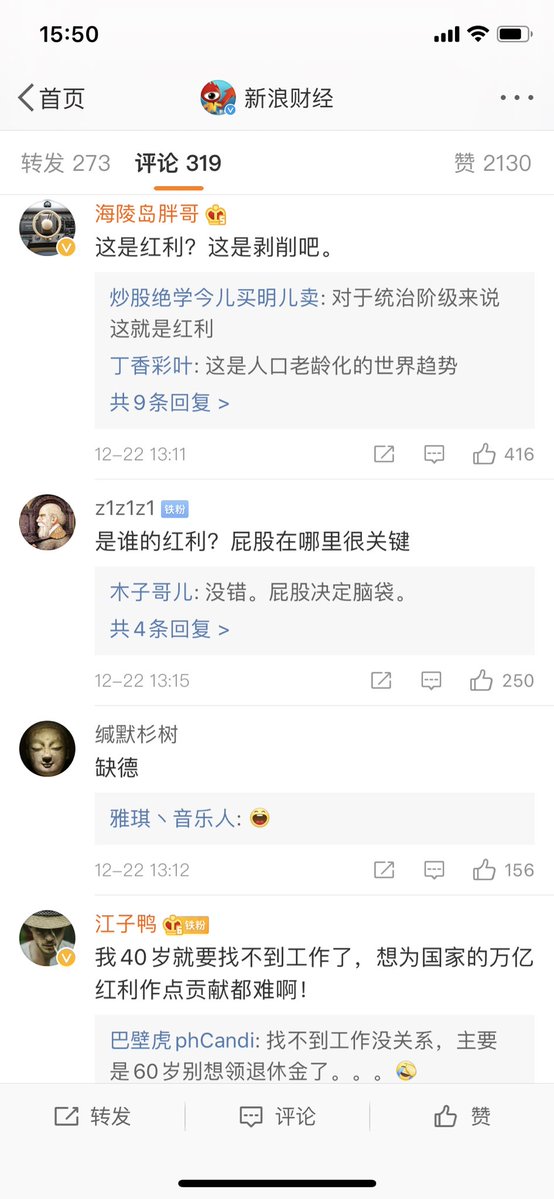 15:50
首页
新浪财经
转发 273
评论 319
赞 2130
海陵岛胖哥
这是红利？这是剥削吧。
炒股绝学今儿买明儿卖: 对于统治阶级来说
这就是红利
丁香彩叶: 这是人口老龄化的世界趋势
共9条回复 >
12-22 13:11
416
z1z1z1 铁粉
是谁的红利？屁股在哪里很关键
木子哥儿: 没错。屁股决定脑袋。
共4条回复 >
12-22 13:15
250
缄默杉树
缺德
雅琪丶音乐人:
12-22 13:12
156
江子鸭 铁粉
我40岁就要找不到工作了，想为国家的万亿
红利作点贡献都难啊！
巴壁虎phCandi: 找不到工作没关系，主要
是60岁别想领退休金了。。。
转发
评论
赞